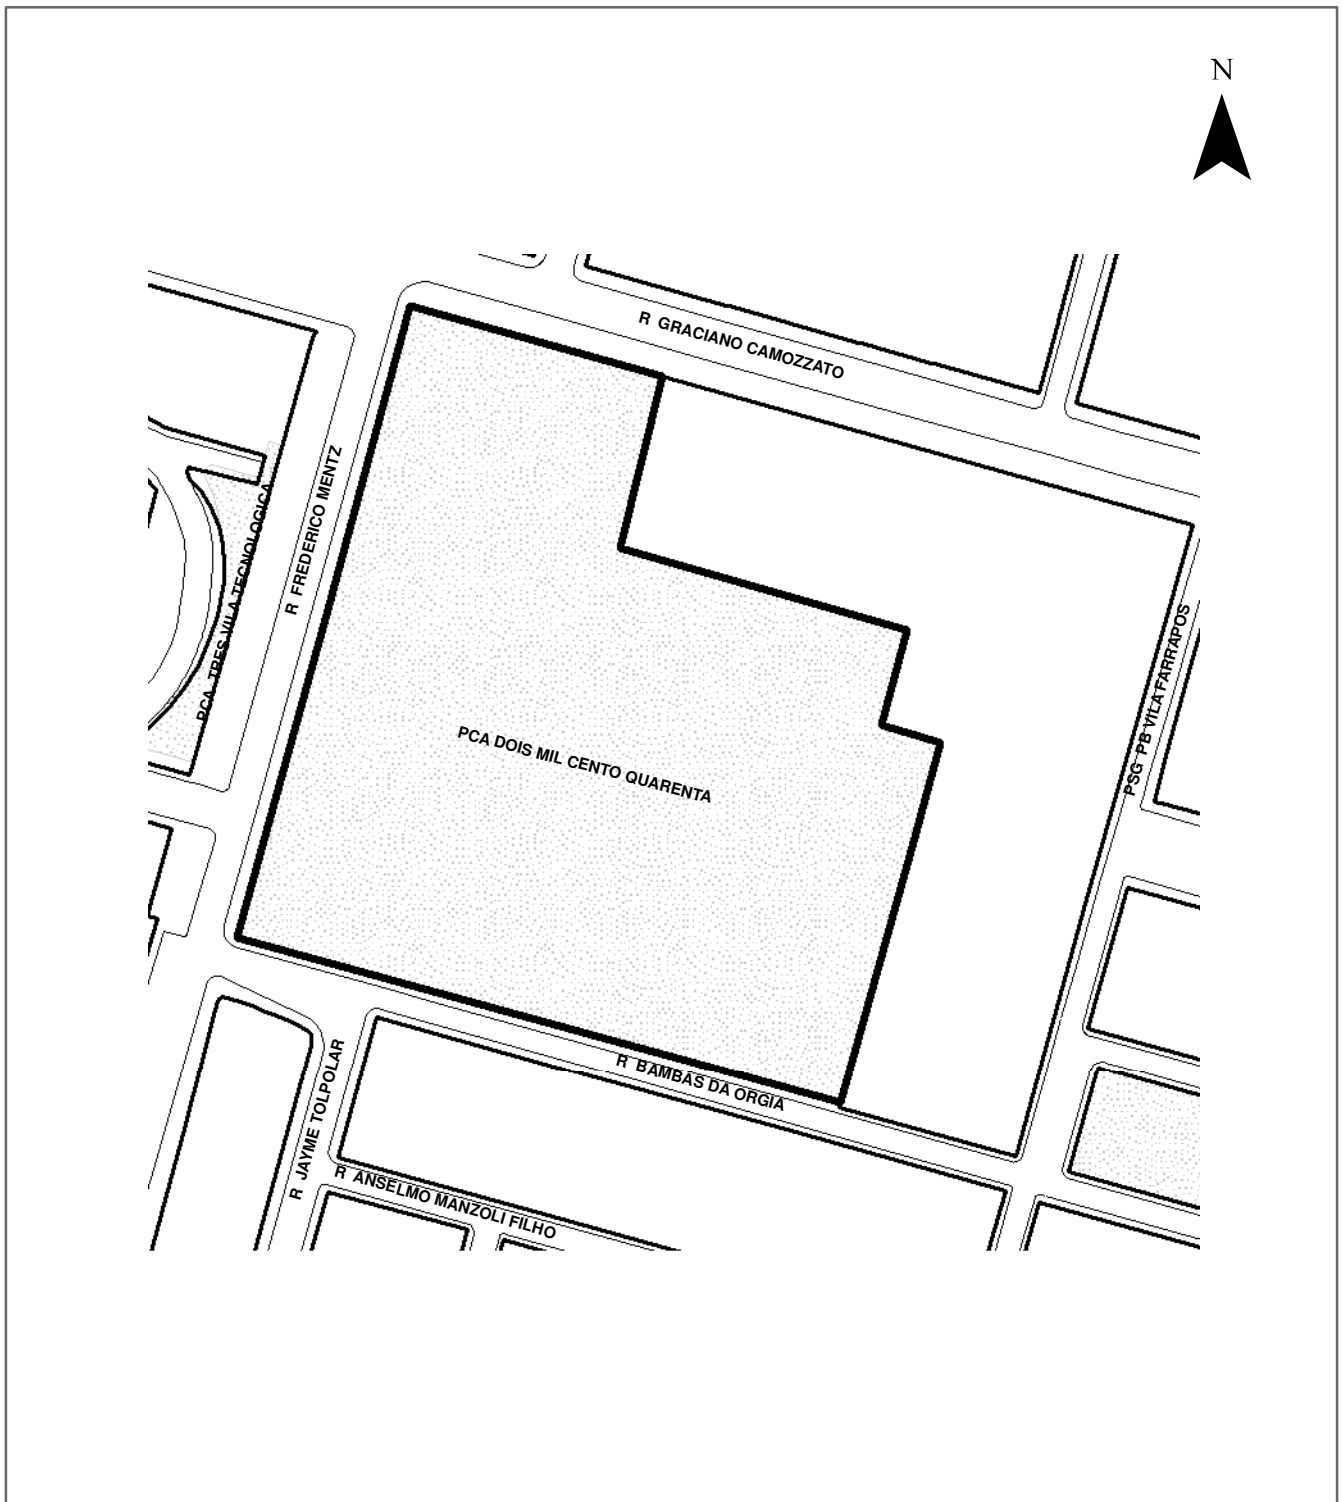 N
R GRACIANO CAMOZZATO
R FREDERICO MENTZ
PCA TRES VILA TECNOLOGICA
PSG PB VILA FARRAPOS
PCA DOIS MIL CENTO QUARENTA
R BAMBAS DA ORGIA
R JAYME TOLPOLAR
R ANSELMO MANZOLI FILHO